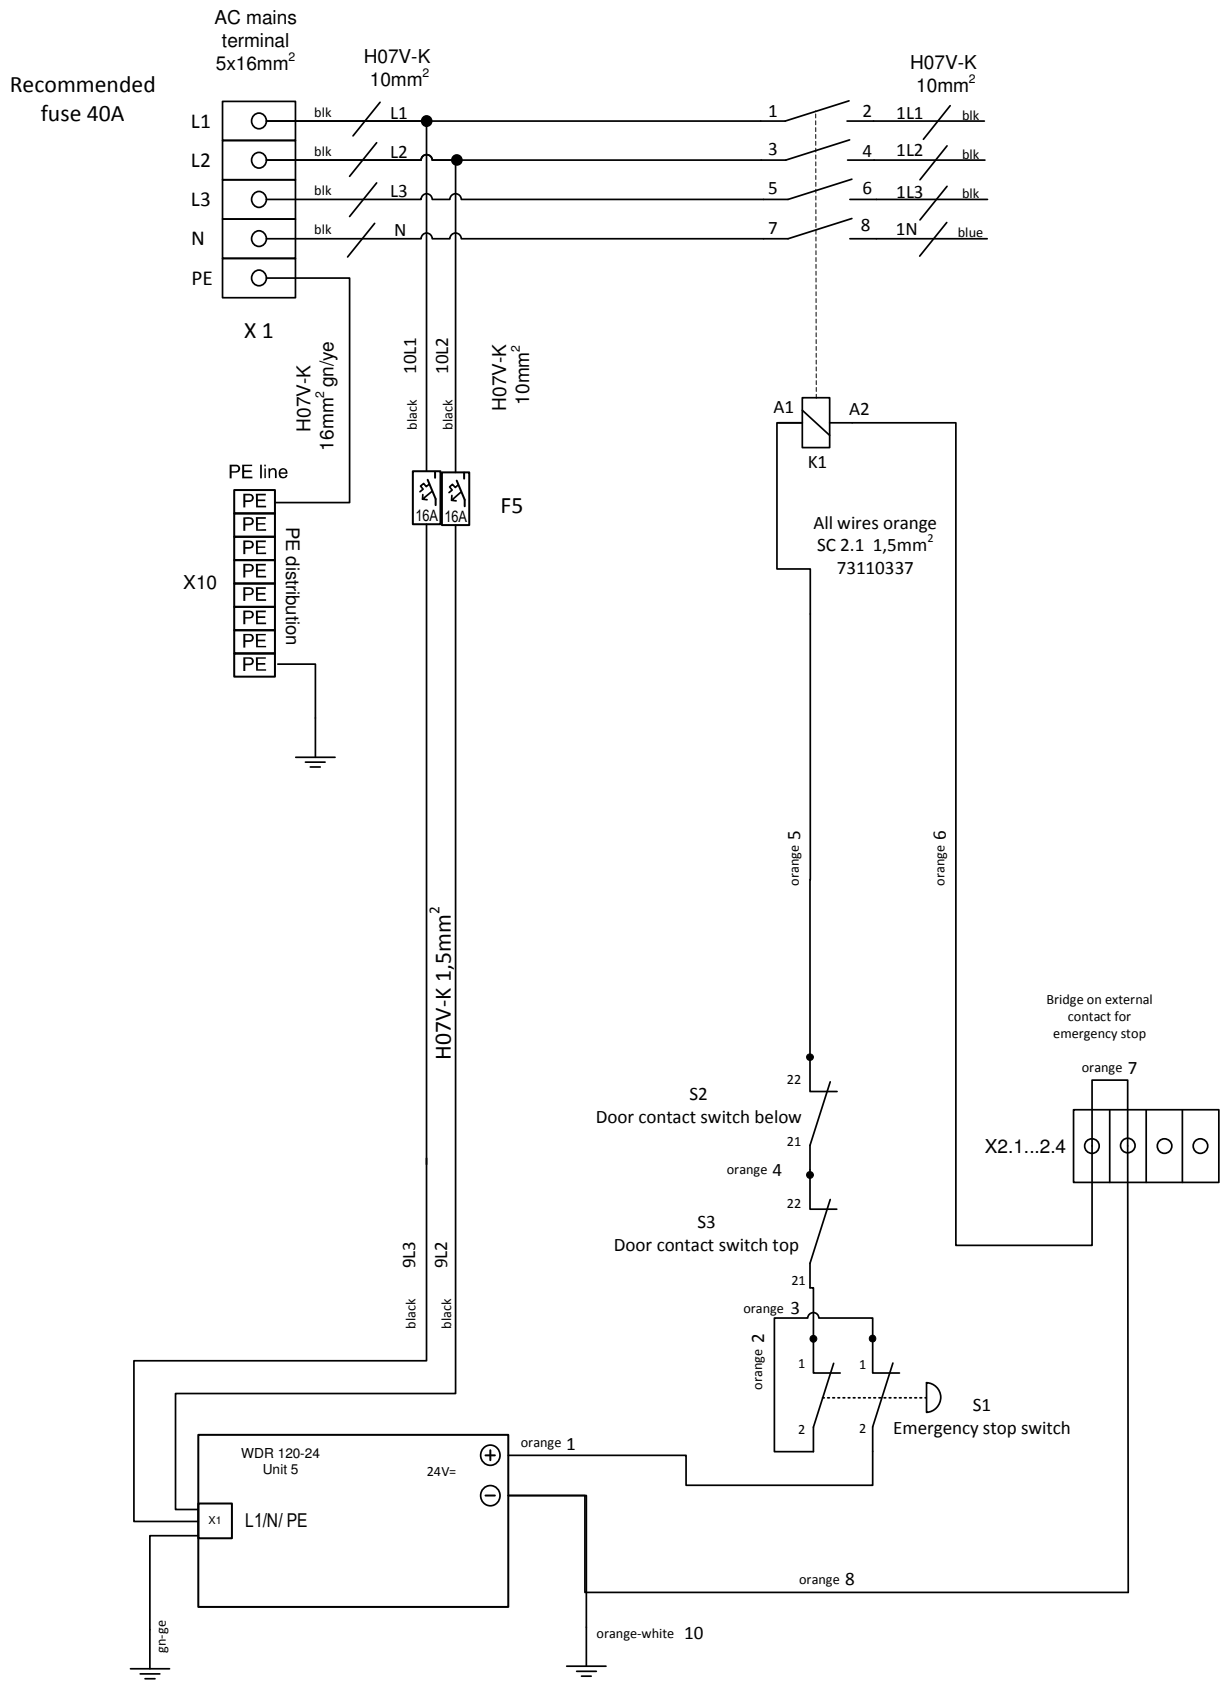 AC mains
terminal
5x16mm²
Recommended
fuse 40A
H07V-K
10mm²
H07V-K
10mm²
L1
blk
L1
1
2
1L1
blk
L2
blk
L2
3
4
1L2
blk
L3
blk
L3
5
6
1L3
blk
N
blk
N
7
8
1N
blue
PE
X 1
H07V-K
16mm² gn/ye
10L1
black
10L2
black
H07V-K
10mm²
A1
A2
K1
PE line
PE
PE
PE
PE
PE
PE
PE
PE
PE distribution
X10
16A
16A
F5
All wires orange
SC 2.1 1,5mm²
73110337
orange 5
orange 6
H07V-K 1,5mm²
Bridge on external
contact for
emergency stop
orange 7
X2.1...2.4
22
S2
Door contact switch below
21
orange 4
22
S3
Door contact switch top
21
9L3
black
9L2
black
orange 3
orange 2
1
1
2
2
S1
Emergency stop switch
WDR 120-24
Unit 5
24V=
orange 1
X1
L1/N/ PE
orange 8
gn-ge
orange-white 10